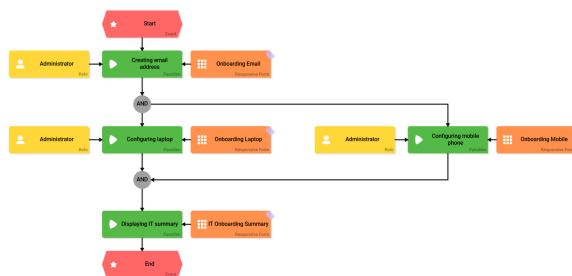 Start
Event
Administrator
Role
Creating email
address
Function
Onboarding Email
Responsive Form
AND
Administrator
Role
Configuring laptop
Function
Onboarding Laptop
Responsive Form
Administrator
Role
Configuring mobile
phone
Function
Onboarding Mobile
Responsive Form
AND
Displaying IT summary
Function
IT Onboarding Summary
Responsive Form
End
Event